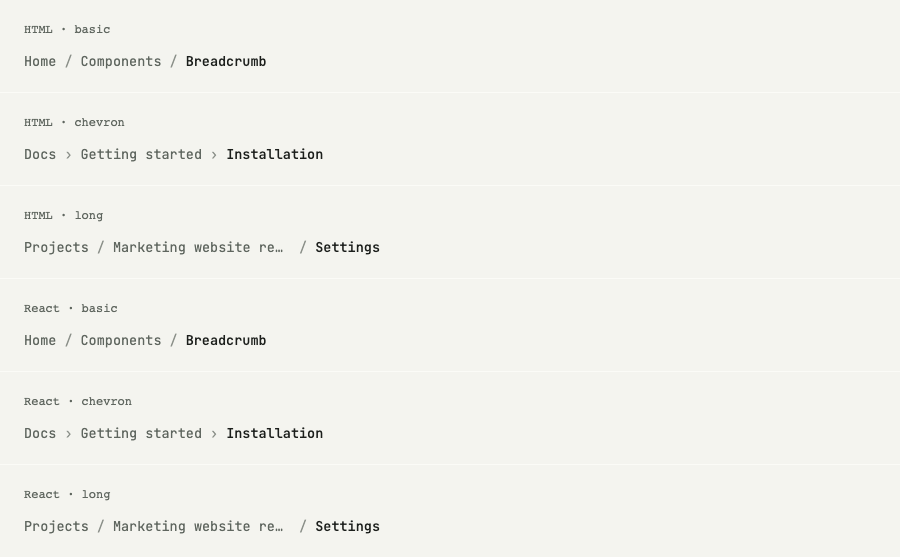 HTML · basic
Home / Components / Breadcrumb
HTML · chevron
Docs › Getting started › Installation
HTML · long
Projects / Marketing website re… / Settings
React · basic
Home / Components / Breadcrumb
React · chevron
Docs › Getting started › Installation
React · long
Projects / Marketing website re… / Settings